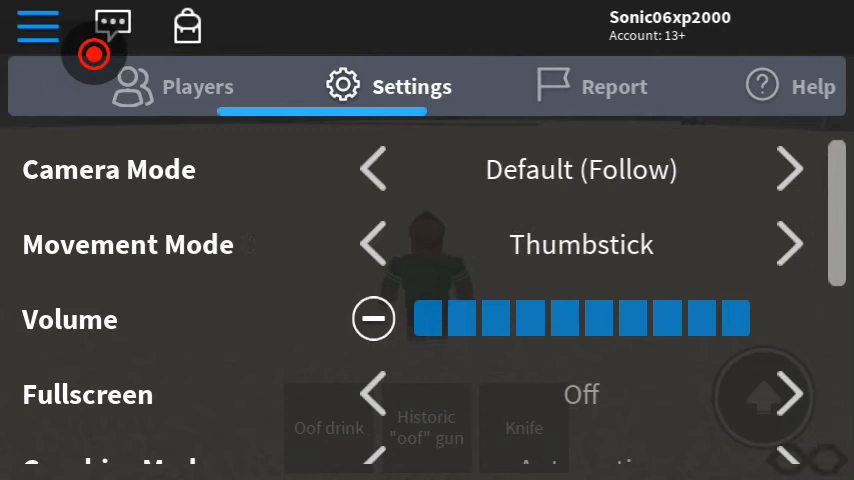 Sonic06xp2000
Account: 13+
Players
Settings
Report
Help
Camera Mode
Default (Follow)
Movement Mode
Thumbstick
Volume
Fullscreen
Off
Oof drink
Historic
"oof" gun
Knife